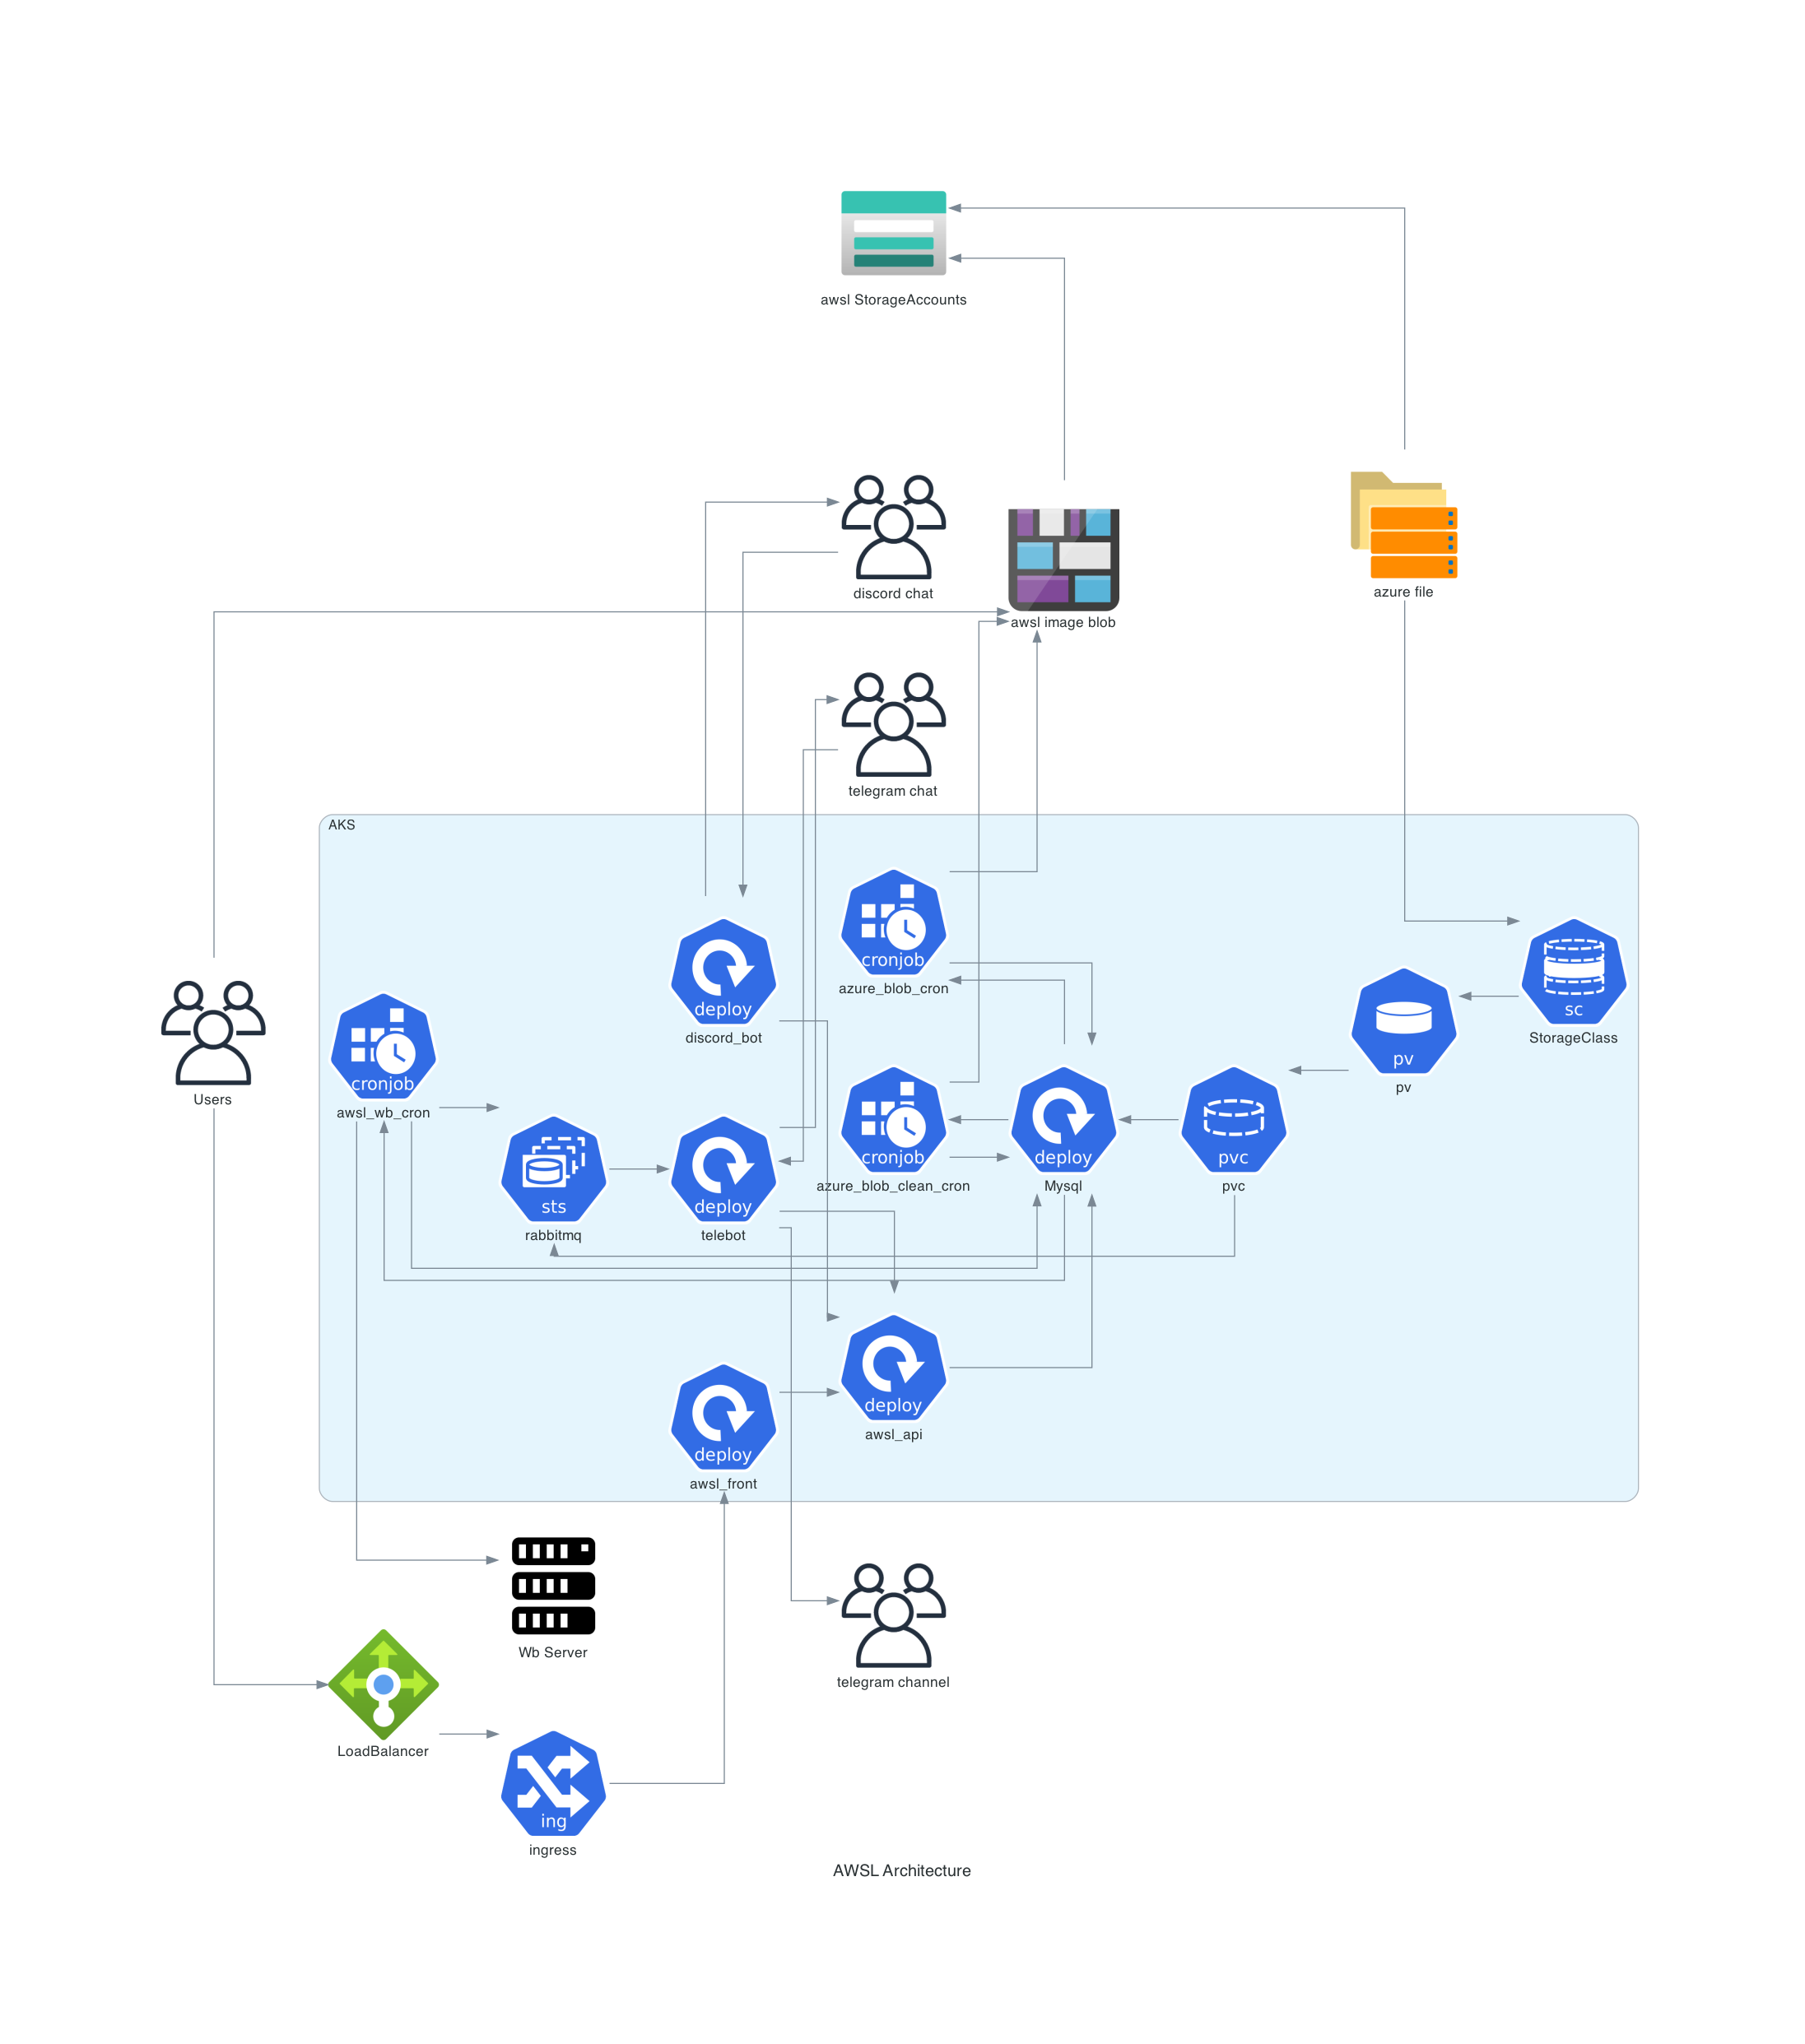 awsl StorageAccounts
discord chat
azure file
awsl image blob
telegram chat
AKS
cronjob
azure_blob_cron
deploy
discord_bot
sc
StorageClass
pv
pv
Users
cronjob
awsl_wb_cron
cronjob
azure_blob_clean_cron
deploy
Mysql
pvc
pvc
sts
rabbitmq
deploy
telebot
deploy
awsl_api
deploy
awsl_front
Wb Server
telegram channel
LoadBalancer
ing
ingress
AWSL Architecture